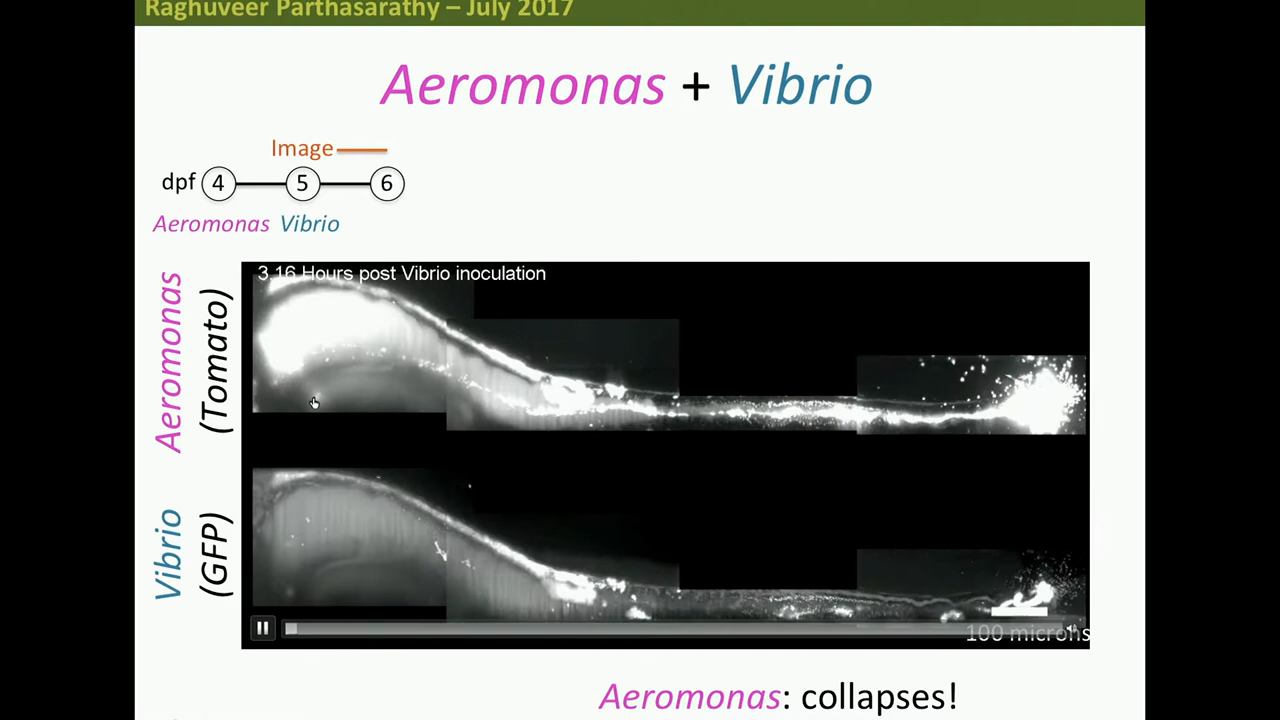 Raghuveer Parthasarathy – July 2017
Aeromonas + Vibrio
Image
dpf 4 5 6
Aeromonas Vibrio
3.16 Hours post Vibrio inoculation
Aeromonas
(Tomato)
Vibrio
(GFP)
100 microns
Aeromonas: collapses!